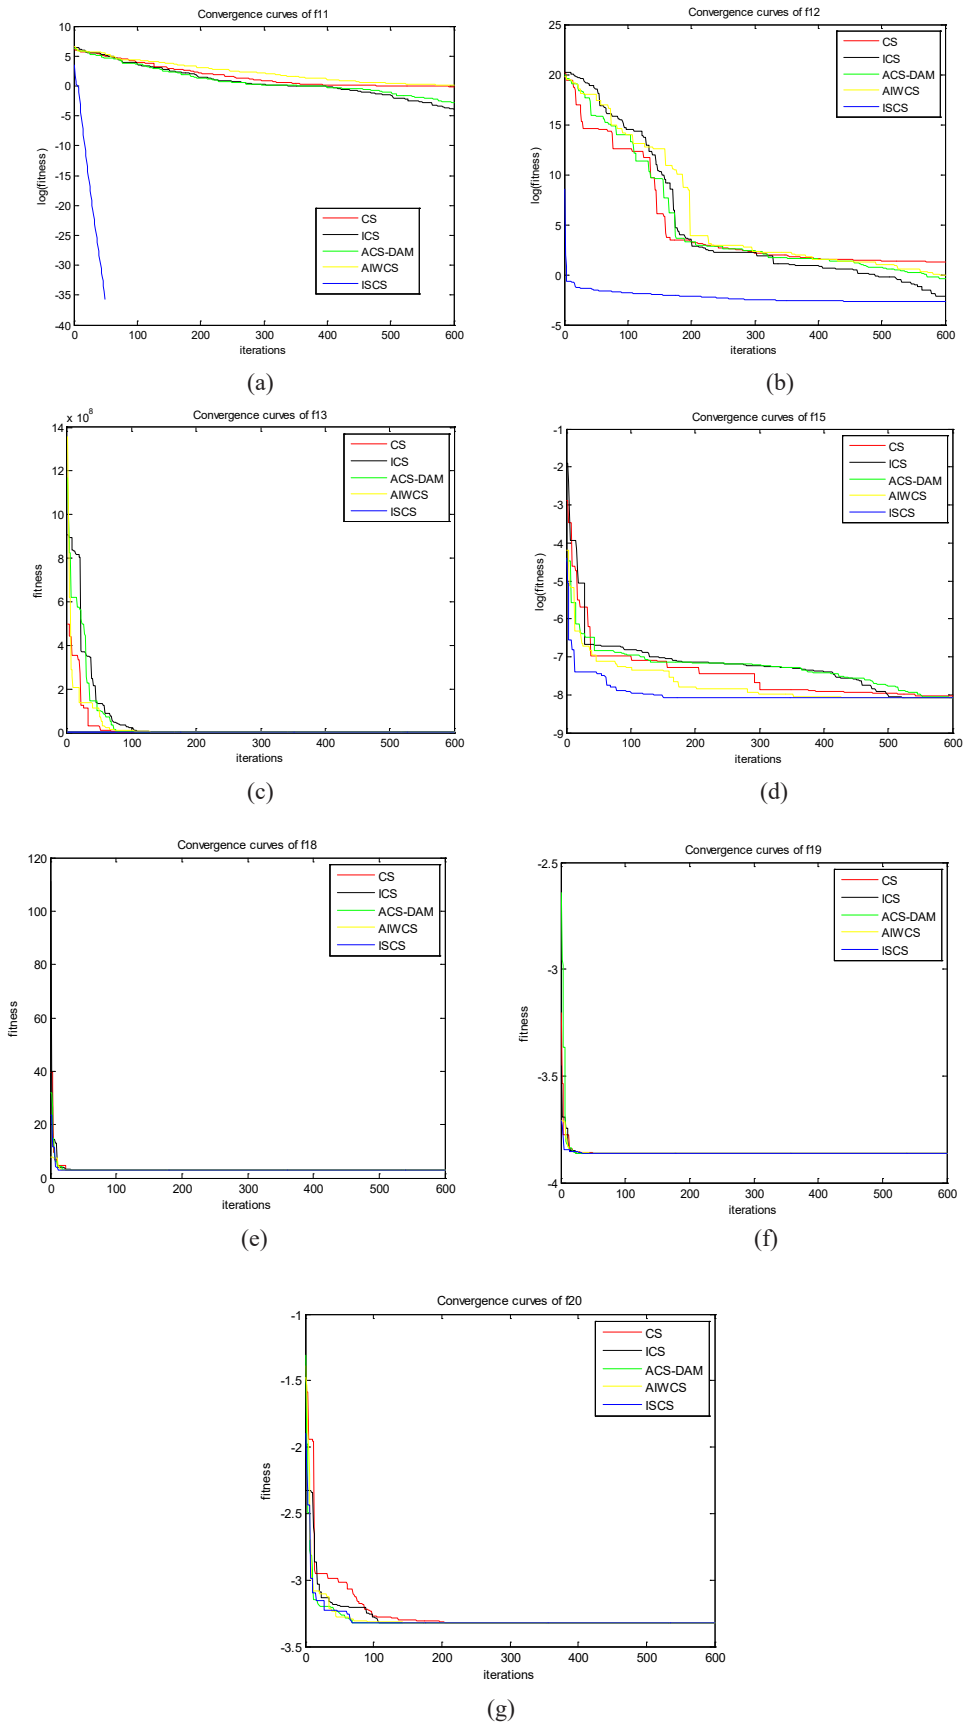 Convergence curves of f11
10
5
0
-5
-10
-15
-20
-25
-30
-35
-40
log(fitness)
0 100 200 300 400 500 600
iterations
CS
ICS
ACS-DAM
AIWCS
ISCS
(a)
Convergence curves of f12
25
20
15
10
5
0
-5
log(fitness)
0 100 200 300 400 500 600
iterations
CS
ICS
ACS-DAM
AIWCS
ISCS
(b)
Convergence curves of f13
x 10^8
14
12
10
8
6
4
2
0
fitness
0 100 200 300 400 500 600
iterations
CS
ICS
ACS-DAM
AIWCS
ISCS
(c)
Convergence curves of f15
-1
-2
-3
-4
-5
-6
-7
-8
-9
log(fitness)
0 100 200 300 400 500 600
iterations
CS
ICS
ACS-DAM
AIWCS
ISCS
(d)
Convergence curves of f18
120
100
80
60
40
20
0
fitness
0 100 200 300 400 500 600
iterations
CS
ICS
ACS-DAM
AIWCS
ISCS
(e)
Convergence curves of f19
-2.5
-3
-3.5
-4
fitness
0 100 200 300 400 500 600
iterations
CS
ICS
ACS-DAM
AIWCS
ISCS
(f)
Convergence curves of f20
-1
-1.5
-2
-2.5
-3
-3.5
fitness
0 100 200 300 400 500 600
iterations
CS
ICS
ACS-DAM
AIWCS
ISCS
(g)